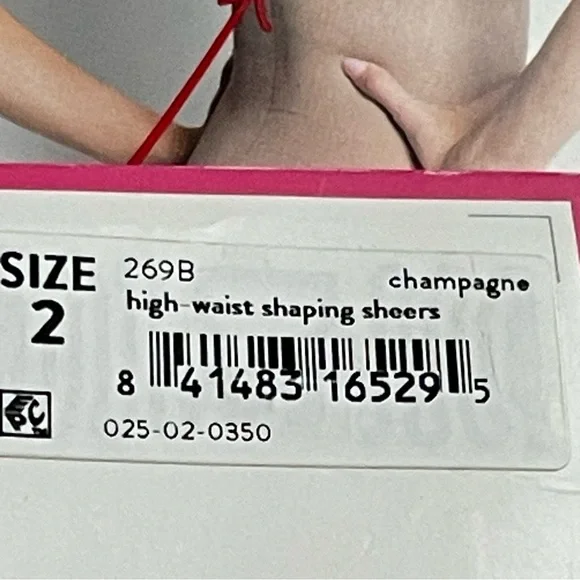 SIZE
2
269B
champagne
high-waist shaping sheers
8 41483 16529 5
025-02-0350